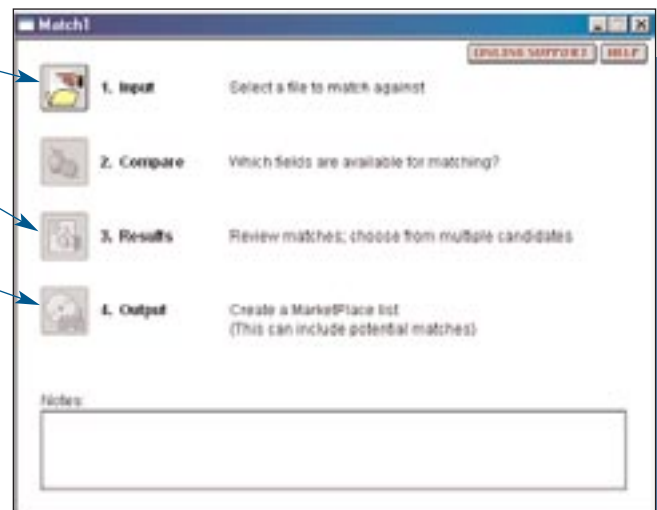 Match1
ONLINE SUPPORT HELP
1. Input Select a file to match against
2. Compare Which fields are available for matching?
3. Results Review matches; choose from multiple candidates
4. Output Create a MarketPlace list
(This can include potential matches)
Notes: